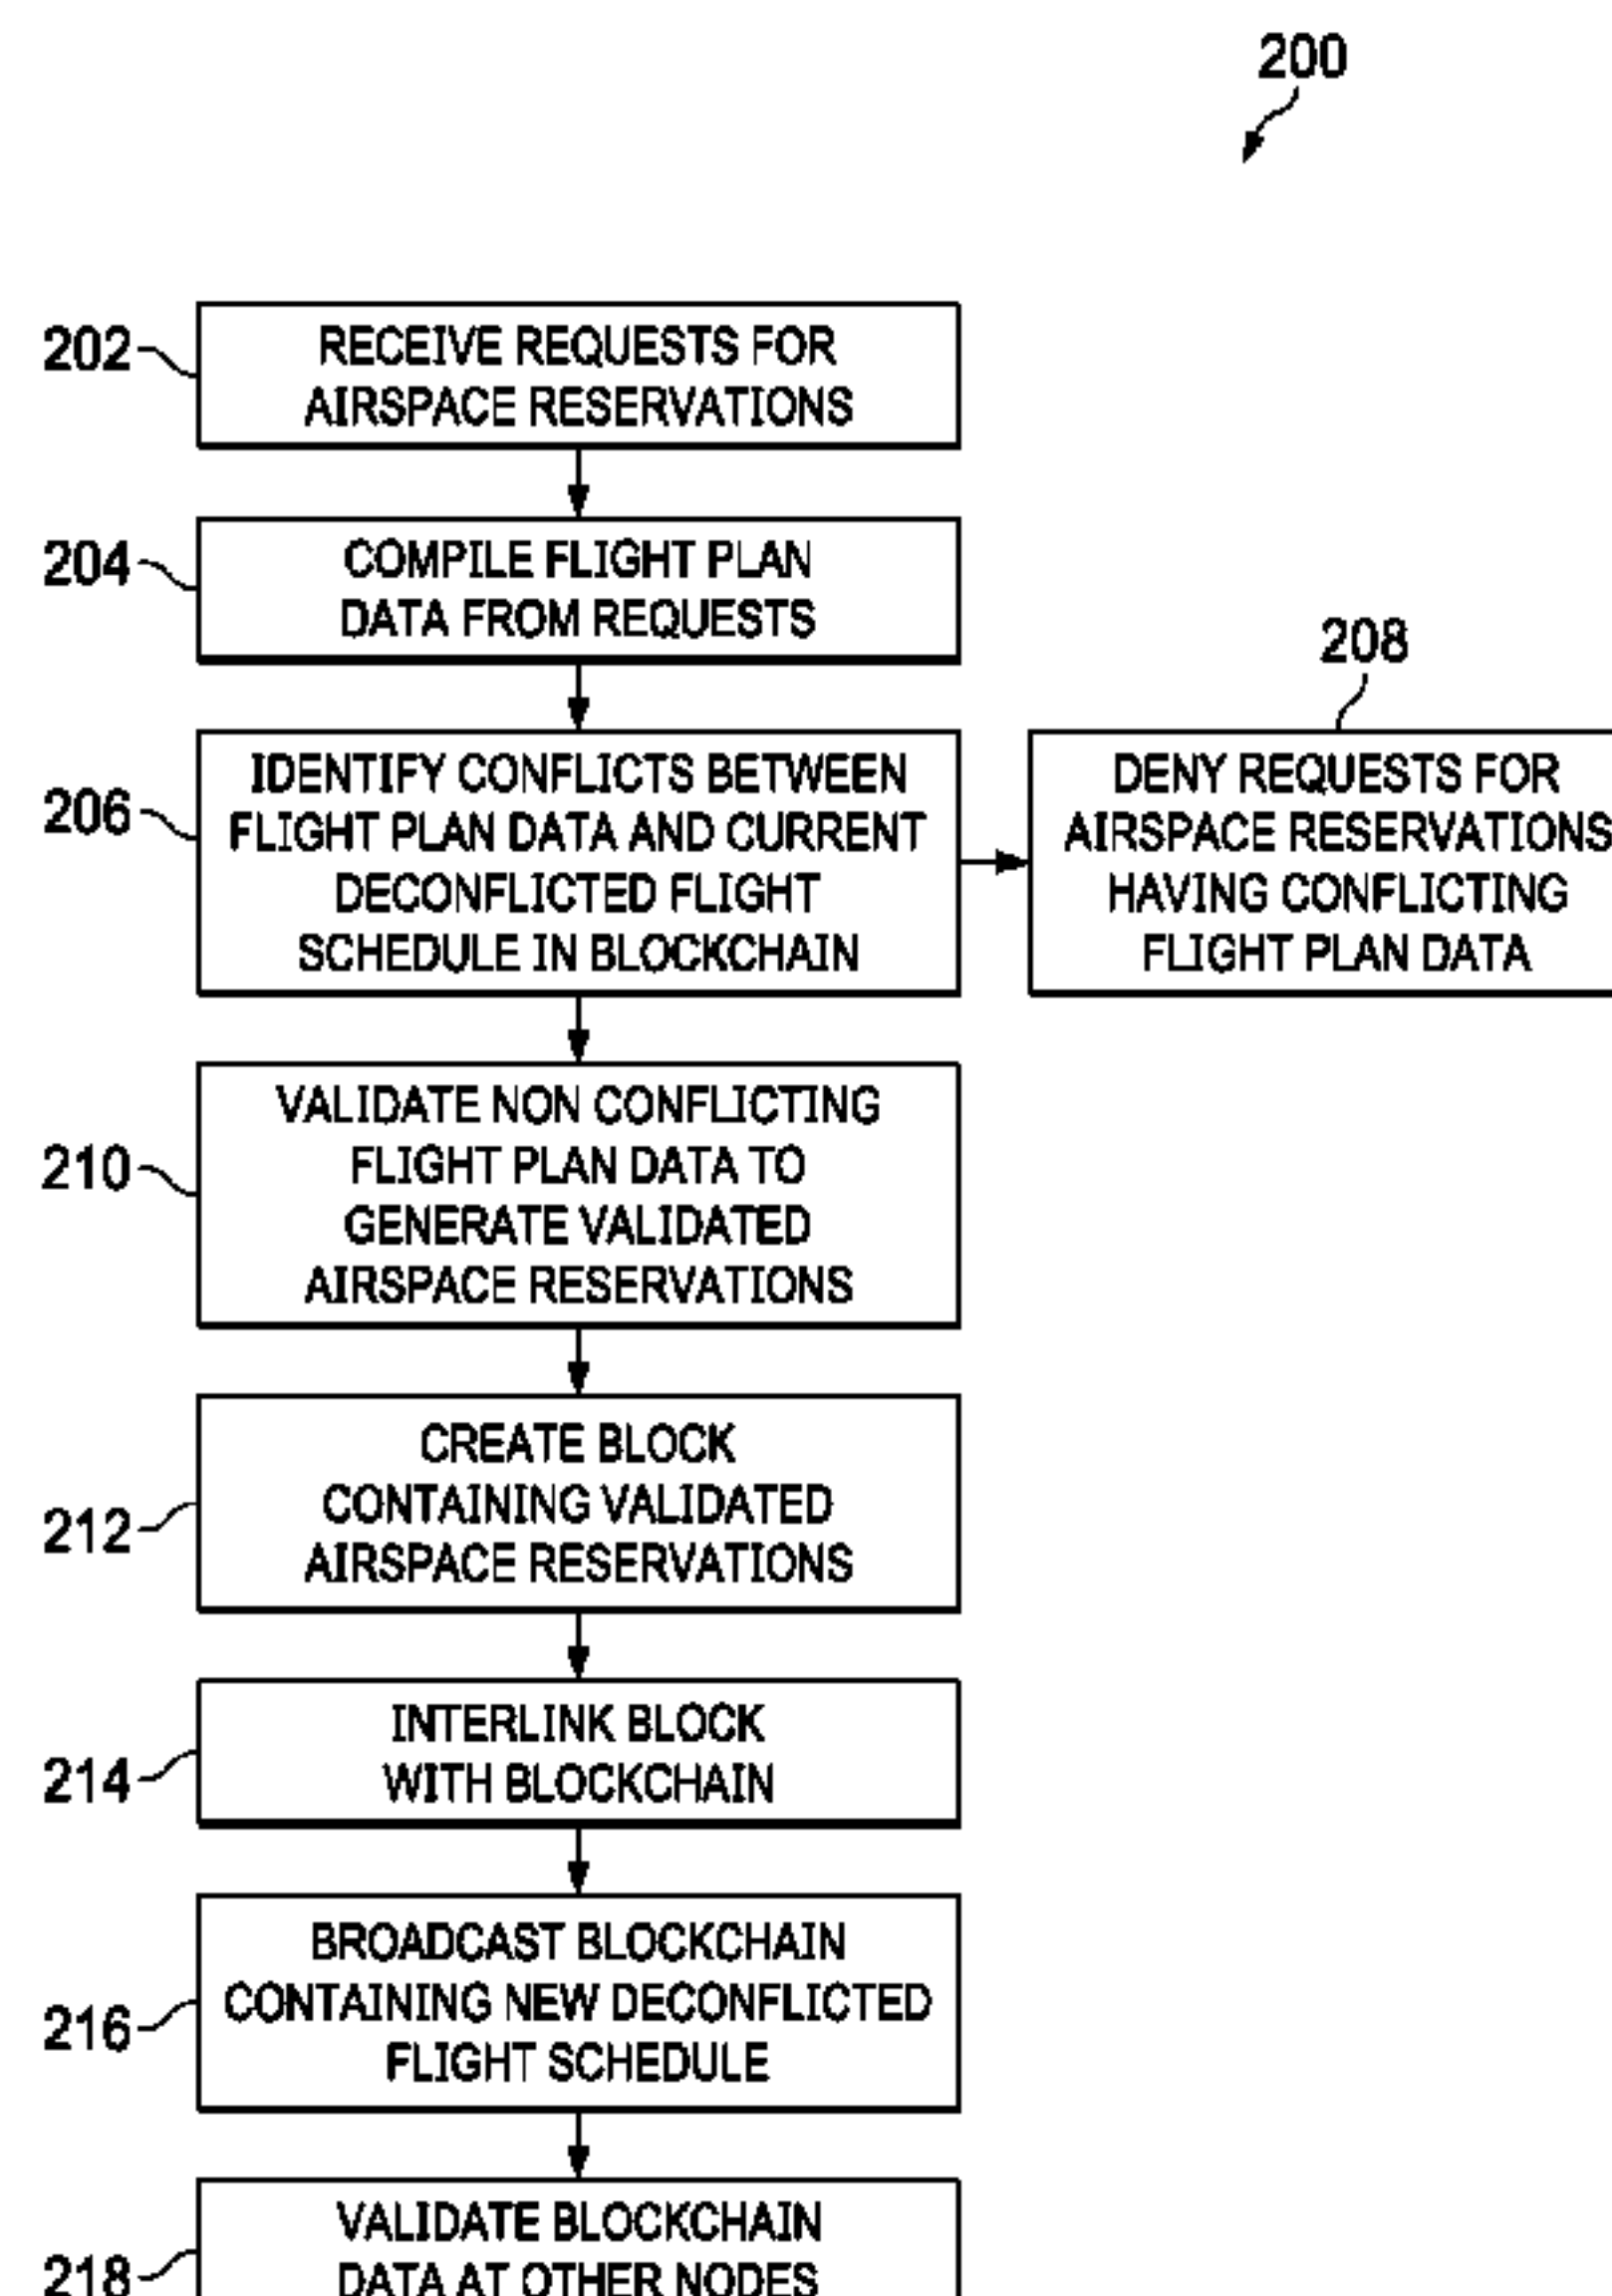 200
202
RECEIVE REQUESTS FOR
AIRSPACE RESERVATIONS
204
COMPILE FLIGHT PLAN
DATA FROM REQUESTS
206
IDENTIFY CONFLICTS BETWEEN
FLIGHT PLAN DATA AND CURRENT
DECONFLICTED FLIGHT
SCHEDULE IN BLOCKCHAIN
208
DENY REQUESTS FOR
AIRSPACE RESERVATIONS
HAVING CONFLICTING
FLIGHT PLAN DATA
210
VALIDATE NON CONFLICTING
FLIGHT PLAN DATA TO
GENERATE VALIDATED
AIRSPACE RESERVATIONS
212
CREATE BLOCK
CONTAINING VALIDATED
AIRSPACE RESERVATIONS
214
INTERLINK BLOCK
WITH BLOCKCHAIN
216
BROADCAST BLOCKCHAIN
CONTAINING NEW DECONFLICTED
FLIGHT SCHEDULE
218
VALIDATE BLOCKCHAIN
DATA AT OTHER NODES